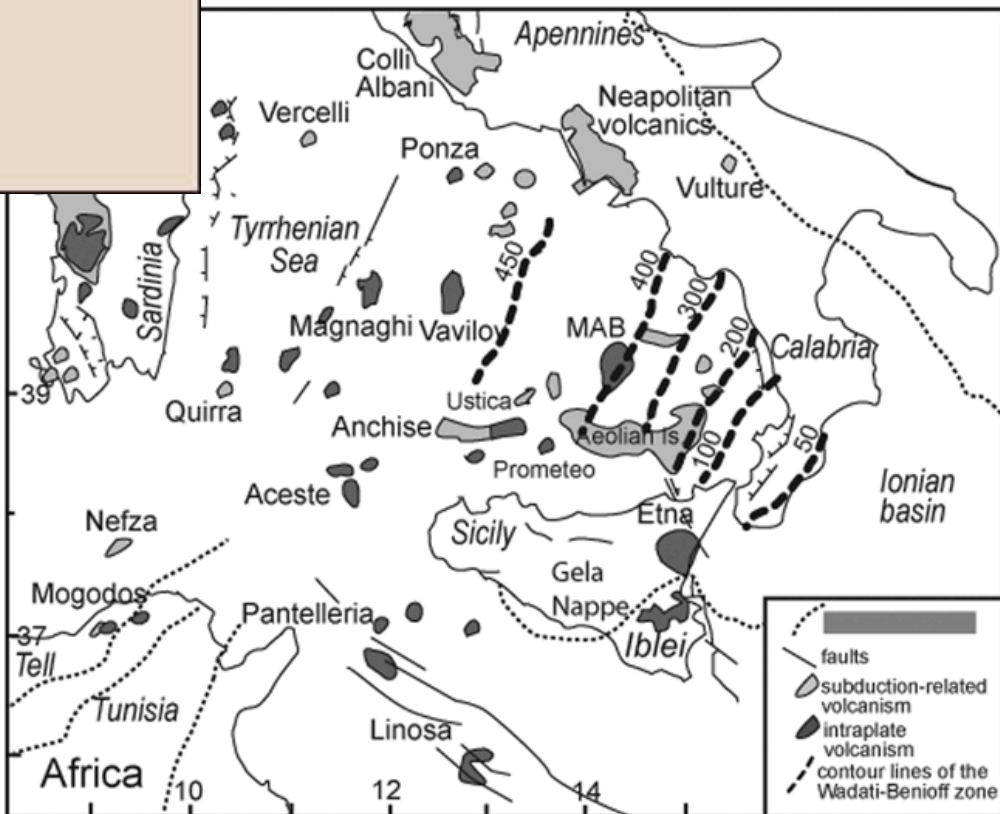 Apennines
Colli
Albani
Vercelli
Neapolitan
volcanics
Ponza
Vulture
Tyrrhenian
Sea
Sardinia
450
400
300
200
100
50
Magnaghi
Vavilov
MAB
Calabria
39
Quirra
Ustica
Anchise
Aeolian Is
Prometeo
Aceste
Ionian
basin
Nefza
Sicily
Etna
Mogodos
Gela
Nappe
Pantelleria
37
Iblei
Tell
Tunisia
Linosa
Africa
10
12
14
faults
subduction-related
volcanism
intraplate
volcanism
contour lines of the
Wadati-Benioff zone